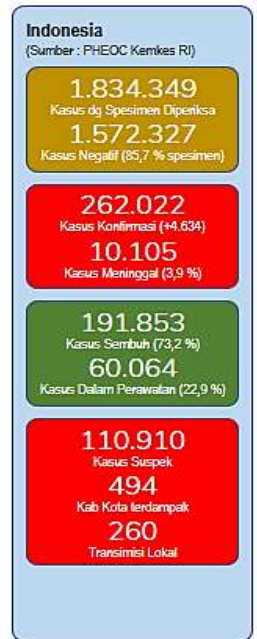 Indonesia
(Sumber : PHEOC Kemkes RI)
1.834.349
Kasus dg Spesimen Diperiksa
1.572.327
Kasus Negatif (85,7 % spesimen)
262.022
Kasus Konfirmasi (+4.634)
10.105
Kasus Meninggal (3,9 %)
191.853
Kasus Sembuh (73,2 %)
60.064
Kasus Dalam Perawatan (22,9 %)
110.910
Kasus Suspek
494
Kab Kota terdampak
260
Transimisi Lokal